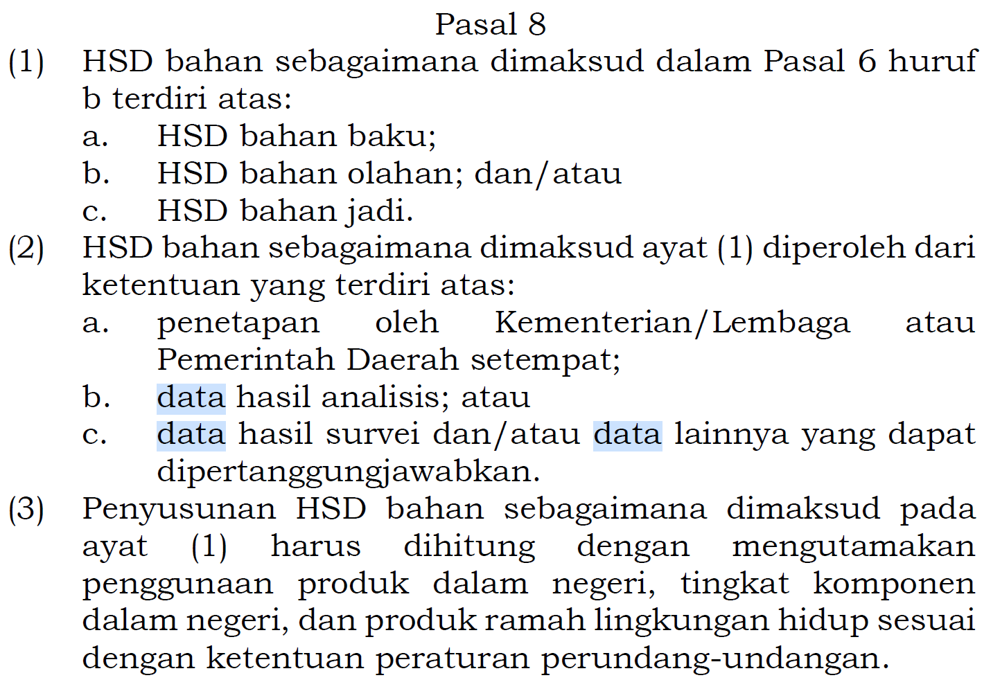 Pasal 8
(1) HSD bahan sebagaimana dimaksud dalam Pasal 6 huruf
b terdiri atas:
a. HSD bahan baku;
b. HSD bahan olahan; dan/atau
c. HSD bahan jadi.
(2) HSD bahan sebagaimana dimaksud ayat (1) diperoleh dari
ketentuan yang terdiri atas:
a. penetapan oleh Kementerian/Lembaga atau
Pemerintah Daerah setempat;
b. data hasil analisis; atau
c. data hasil survei dan/atau data lainnya yang dapat
dipertanggungjawabkan.
(3) Penyusunan HSD bahan sebagaimana dimaksud pada
ayat (1) harus dihitung dengan mengutamakan
penggunaan produk dalam negeri, tingkat komponen
dalam negeri, dan produk ramah lingkungan hidup sesuai
dengan ketentuan peraturan perundang-undangan.